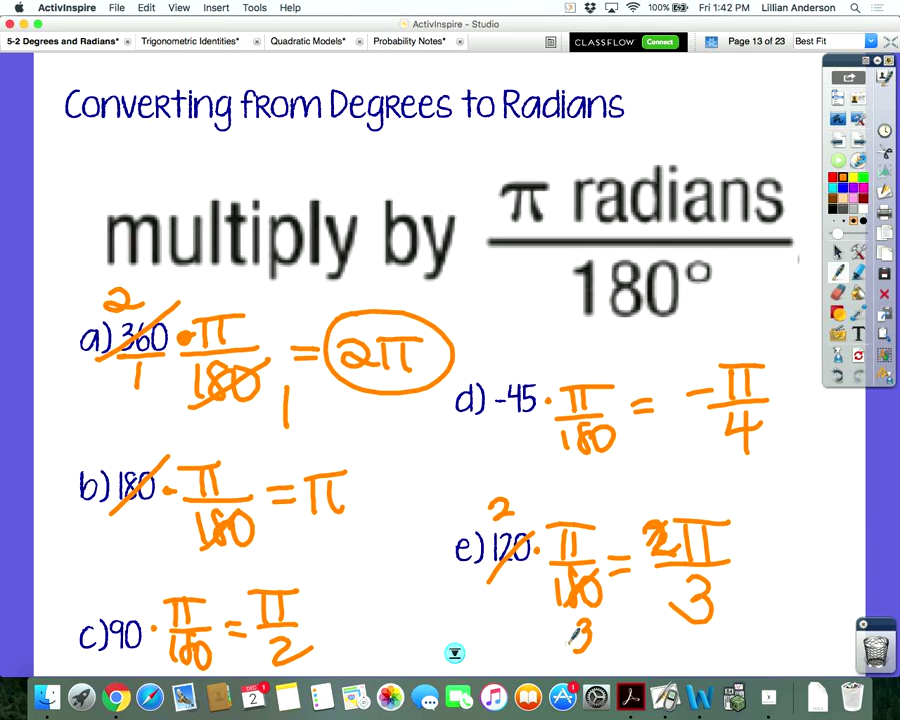 ActivInspire File Edit View Insert Tools Help 100% Fri 1:42 PM Lillian Anderson
ActivInspire - Studio
5-2 Degrees and Radians* Trigonometric Identities* Quadratic Models* Probability Notes* CLASSFLOW Connect Page 13 of 23 Best Fit
Converting from Degrees to Radians
multiply by π radians / 180°
a) 360/1 · π/180 = 2π
2
1
b) 180 · π/180 = π
c) 90 · π/180 = π/2
d) -45 · π/180 = -π/4
e) 120 · π/180 = 2π/3
2
3